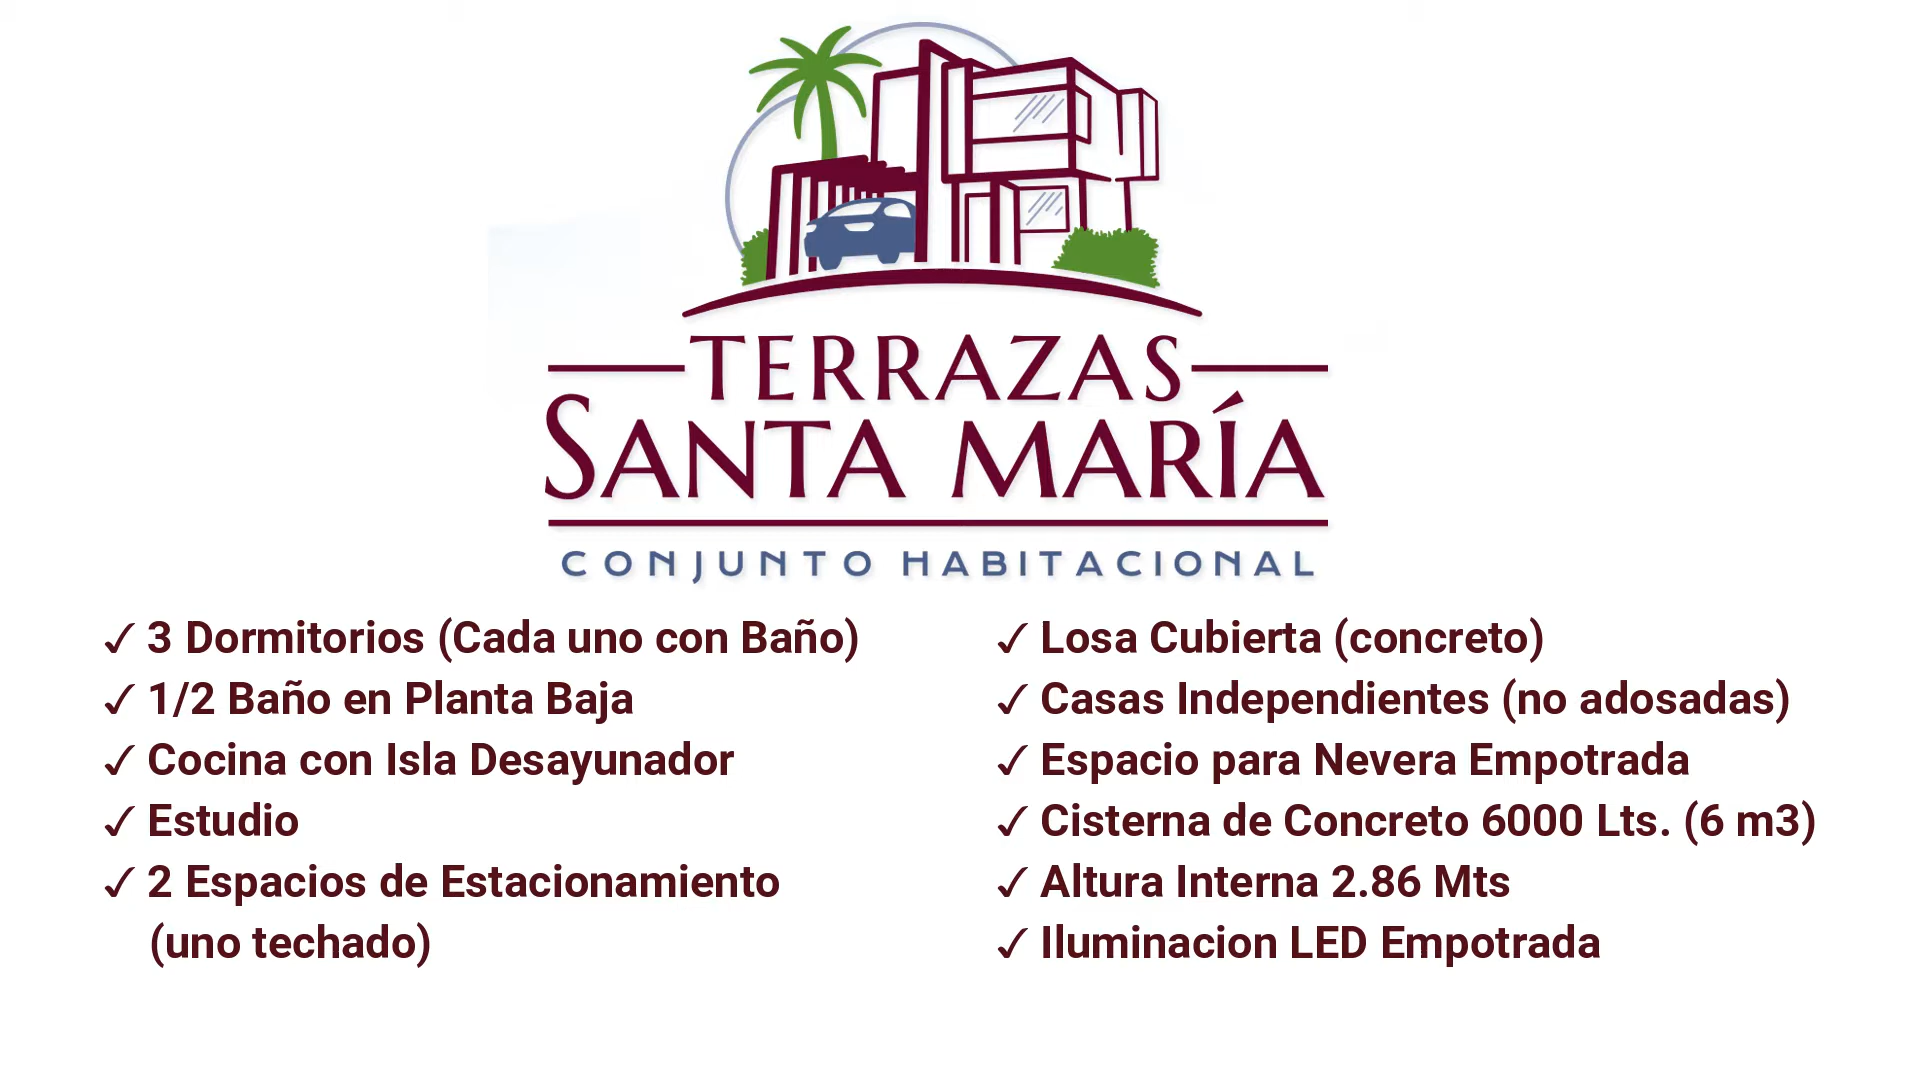 TERRAZAS
SANTA MARÍA
CONJUNTO HABITACIONAL
✓ 3 Dormitorios (Cada uno con Baño)
✓ 1/2 Baño en Planta Baja
✓ Cocina con Isla Desayunador
✓ Estudio
✓ 2 Espacios de Estacionamiento
(uno techado)
✓ Losa Cubierta (concreto)
✓ Casas Independientes (no adosadas)
✓ Espacio para Nevera Empotrada
✓ Cisterna de Concreto 6000 Lts. (6 m3)
✓ Altura Interna 2.86 Mts
✓ Iluminacion LED Empotrada